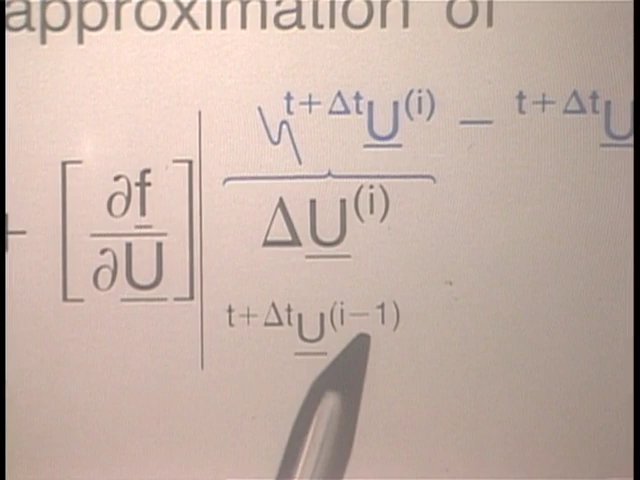 approximation of
t+Δt U̲(i) − t+Δt U̲
+ [∂f̲/∂U̲]| ΔU̲(i)
t+Δt U̲(i−1)